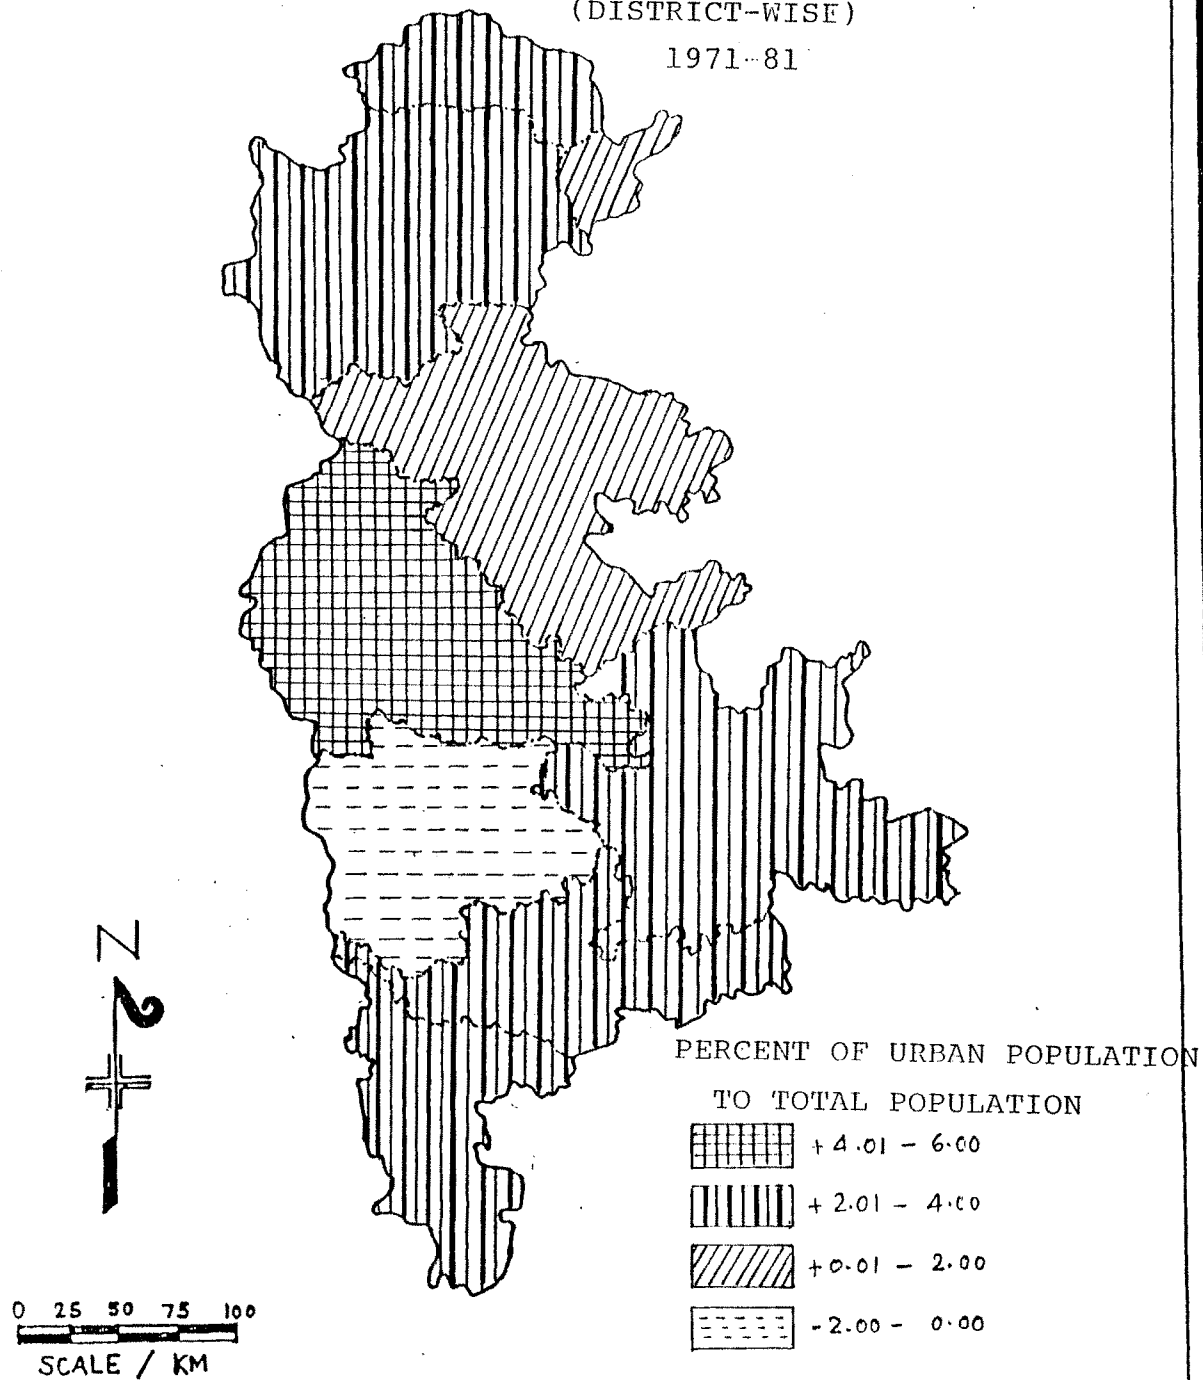 (DISTRICT-WISE)
1971-81
N
PERCENT OF URBAN POPULATION
TO TOTAL POPULATION
+4.01 - 6.00
+2.01 - 4.00
+0.01 - 2.00
-2.00 - 0.00
0 25 50 75 100
SCALE / KM